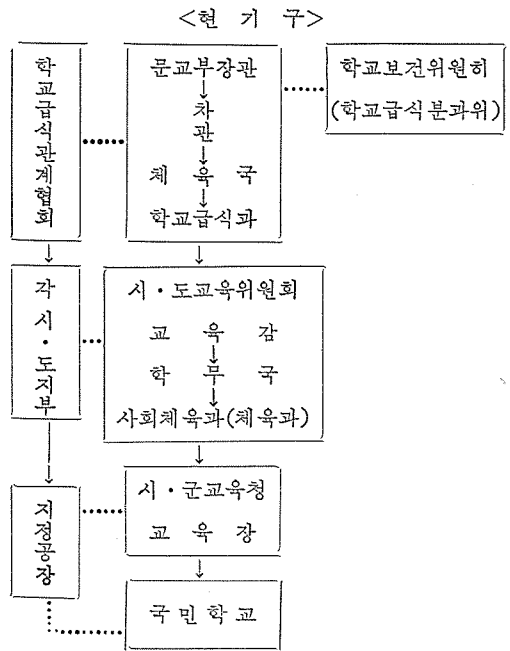 <현 기 구>
학교급식관계협회
문교부장관
차
관
체 육 국
학교급식과
학교보건위원히
(학교급식분과위)
각 시·도지부
시·도교육위원회
교 육 감
학 무 국
사회체육과(체육과)
지정공장
시·군교육청
교 육 장
국 민 학 교